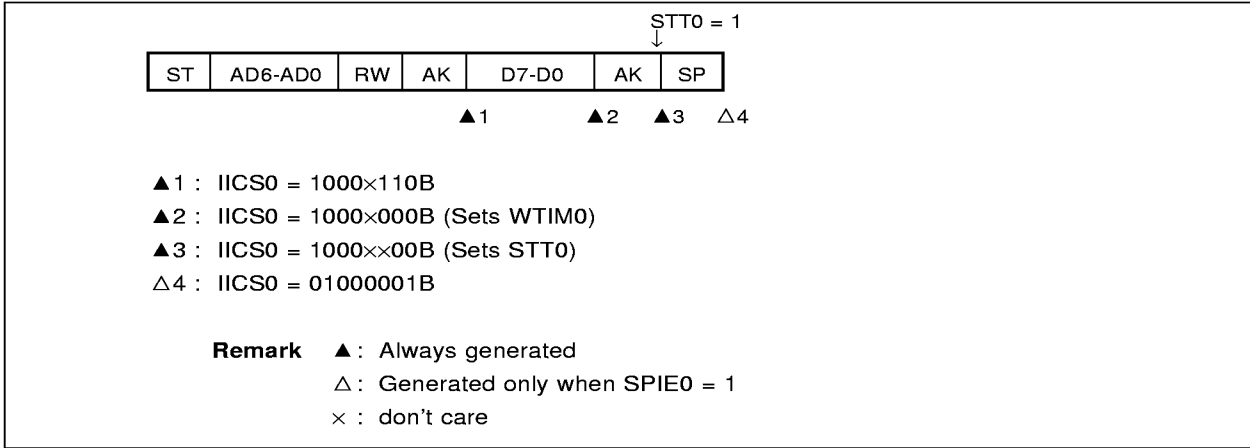 STT0 = 1
↓
ST AD6-AD0 RW AK D7-D0 AK SP
▲1 ▲2 ▲3 △4
▲1 : IICS0 = 1000×110B
▲2 : IICS0 = 1000×000B (Sets WTIM0)
▲3 : IICS0 = 1000××00B (Sets STT0)
△4 : IICS0 = 01000001B
Remark ▲ : Always generated
△ : Generated only when SPIE0 = 1
× : don't care